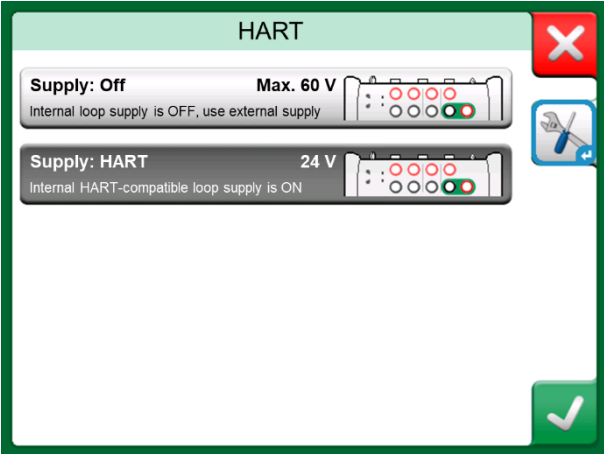 HART
Supply: Off Max. 60 V
Internal loop supply is OFF, use external supply
Supply: HART 24 V
Internal HART-compatible loop supply is ON